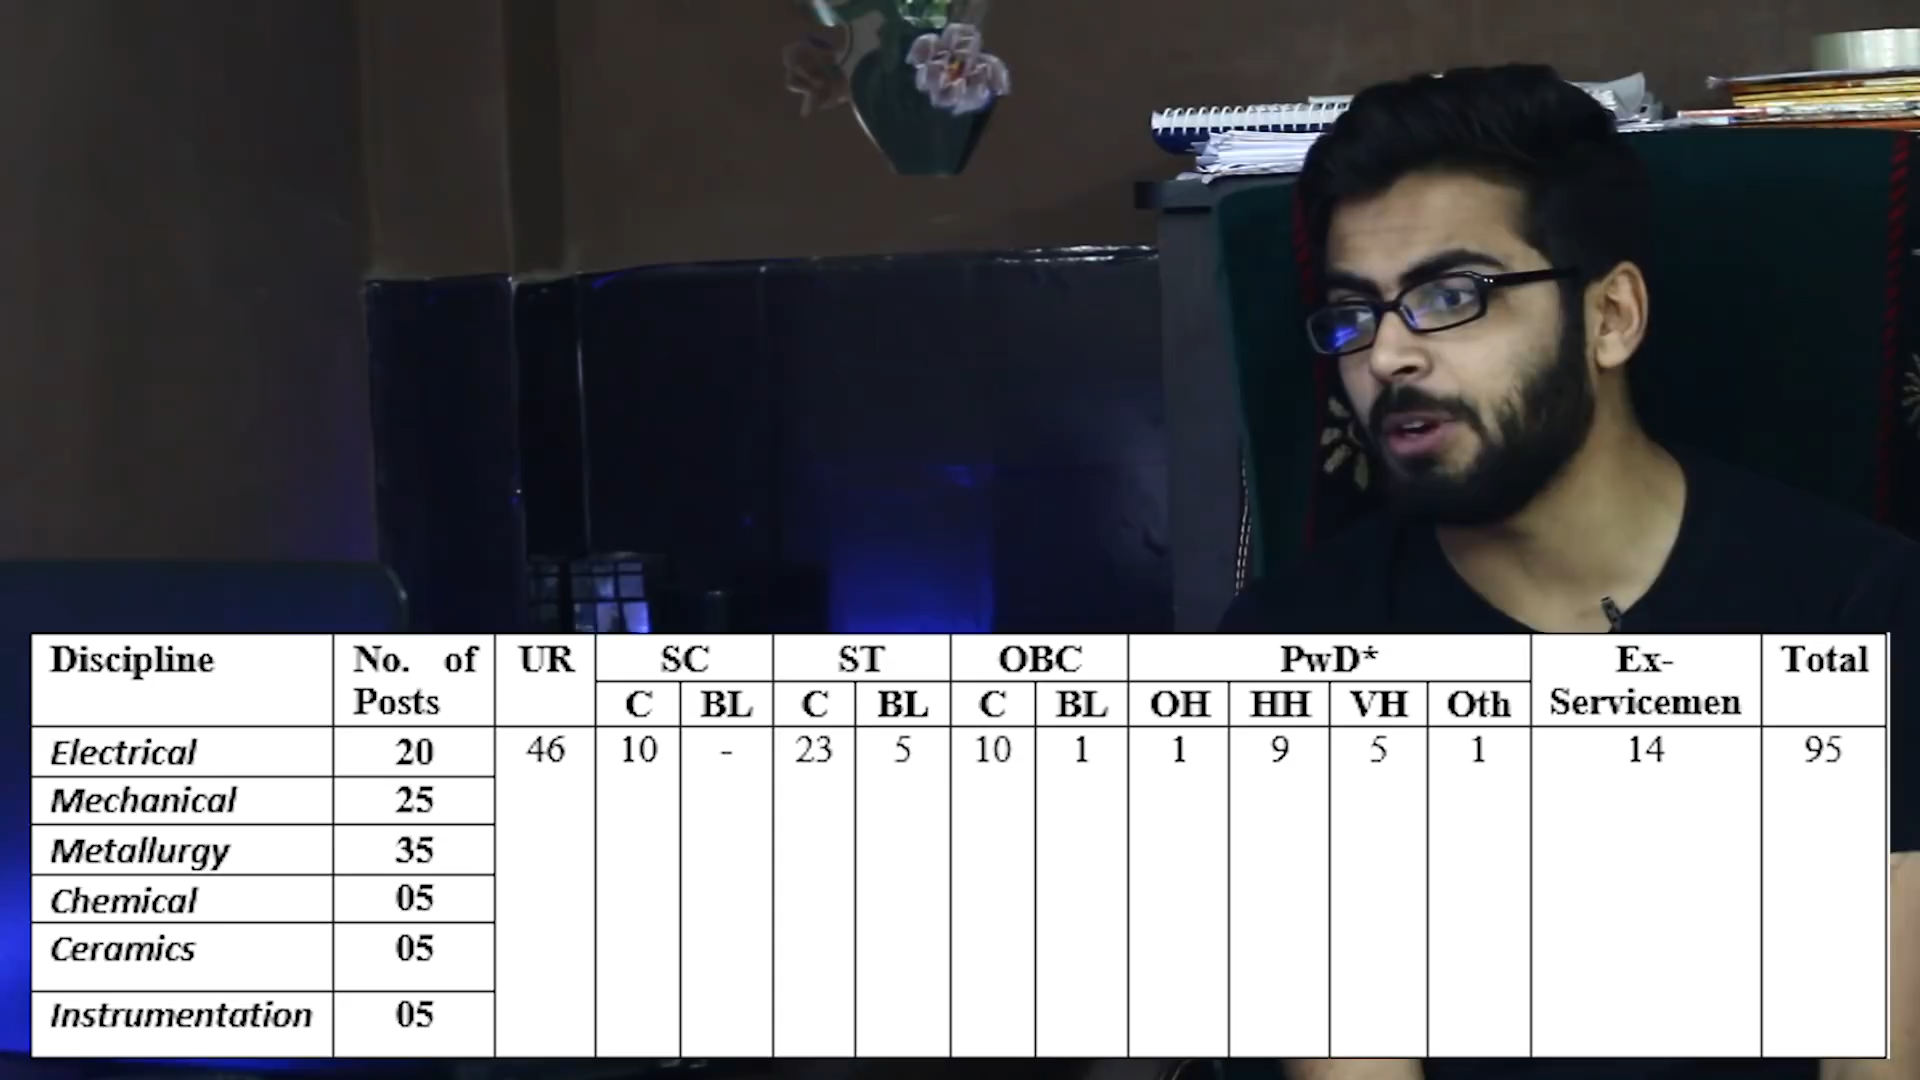 Discipline No. of Posts UR SC ST OBC PwD* Ex-Servicemen Total
C BL C BL C BL OH HH VH Oth
Electrical 20 46 10 - 23 5 10 1 1 9 5 1 14 95
Mechanical 25
Metallurgy 35
Chemical 05
Ceramics 05
Instrumentation 05